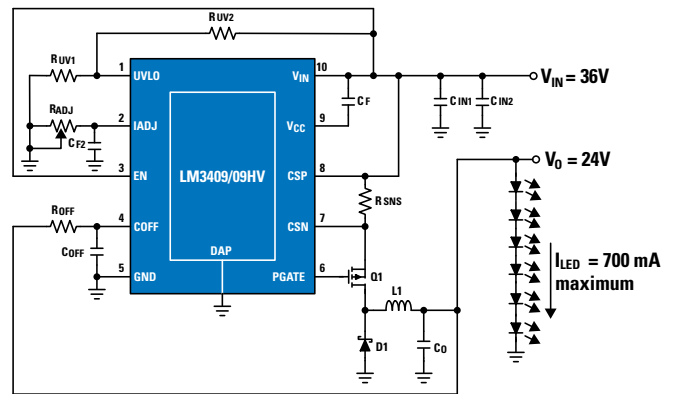 RUV2
RUV1
1 UVLO
VIN 10
VIN = 36V
RADJ
2 IADJ
CF
CIN1
CIN2
CF2
VCC 9
3 EN
LM3409/09HV
CSP 8
VO = 24V
RSNS
ROFF
4 COFF
CSN 7
COFF
DAP
ILED = 700 mA
maximum
5 GND
PGATE 6
Q1
L1
D1
CO